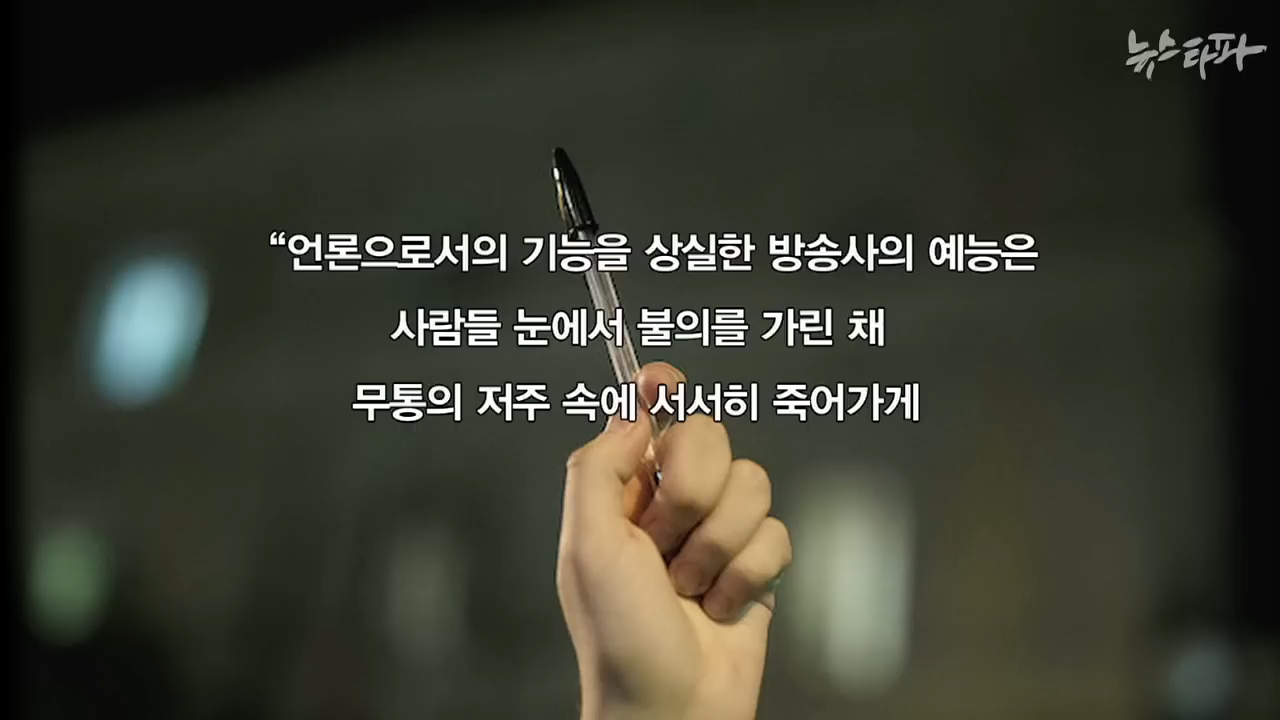 뉴스타파
“언론으로서의 기능을 상실한 방송사의 예능은
사람들 눈에서 불의를 가린 채
무통의 저주 속에 서서히 죽어가게